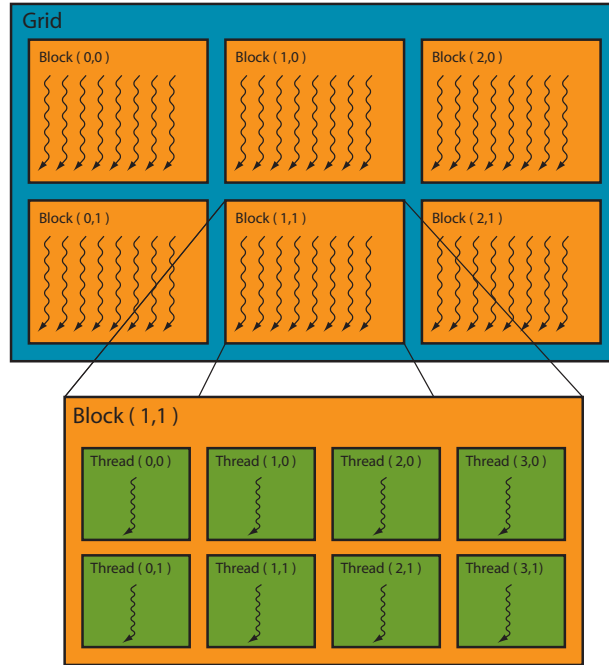 Grid
Block ( 0,0)
Block ( 1,0)
Block ( 2,0)
Block ( 0,1)
Block ( 1,1)
Block ( 2,1)
Block ( 1,1 )
Thread (0,0)
Thread ( 1,0)
Thread ( 2,0)
Thread ( 3,0)
Thread ( 0,1 )
Thread ( 1,1 )
Thread ( 2,1 )
Thread ( 3,1)